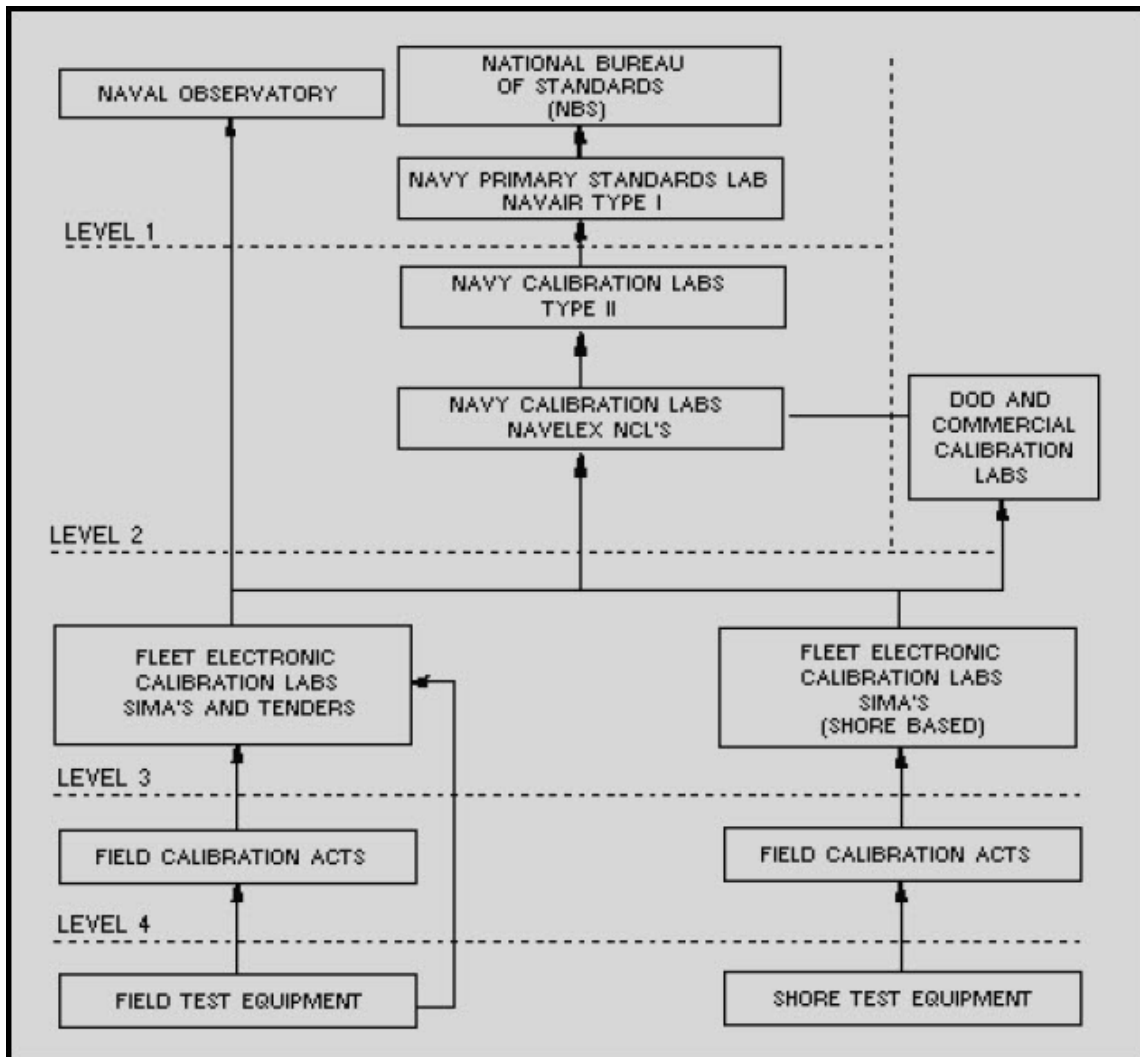 NAVAL OBSERVATORY
NATIONAL BUREAU
OF STANDARDS
(NBS)
NAVY PRIMARY STANDARDS LAB
NAVAIR TYPE I
LEVEL 1
NAVY CALIBRATION LABS
TYPE II
NAVY CALIBRATION LABS
NAVELEX NCL'S
DOD AND
COMMERCIAL
CALIBRATION
LABS
LEVEL 2
FLEET ELECTRONIC
CALIBRATION LABS
SIMA'S AND TENDERS
FLEET ELECTRONIC
CALIBRATION LABS
SIMA'S
(SHORE BASED)
LEVEL 3
FIELD CALIBRATION ACTS
FIELD CALIBRATION ACTS
LEVEL 4
FIELD TEST EQUIPMENT
SHORE TEST EQUIPMENT